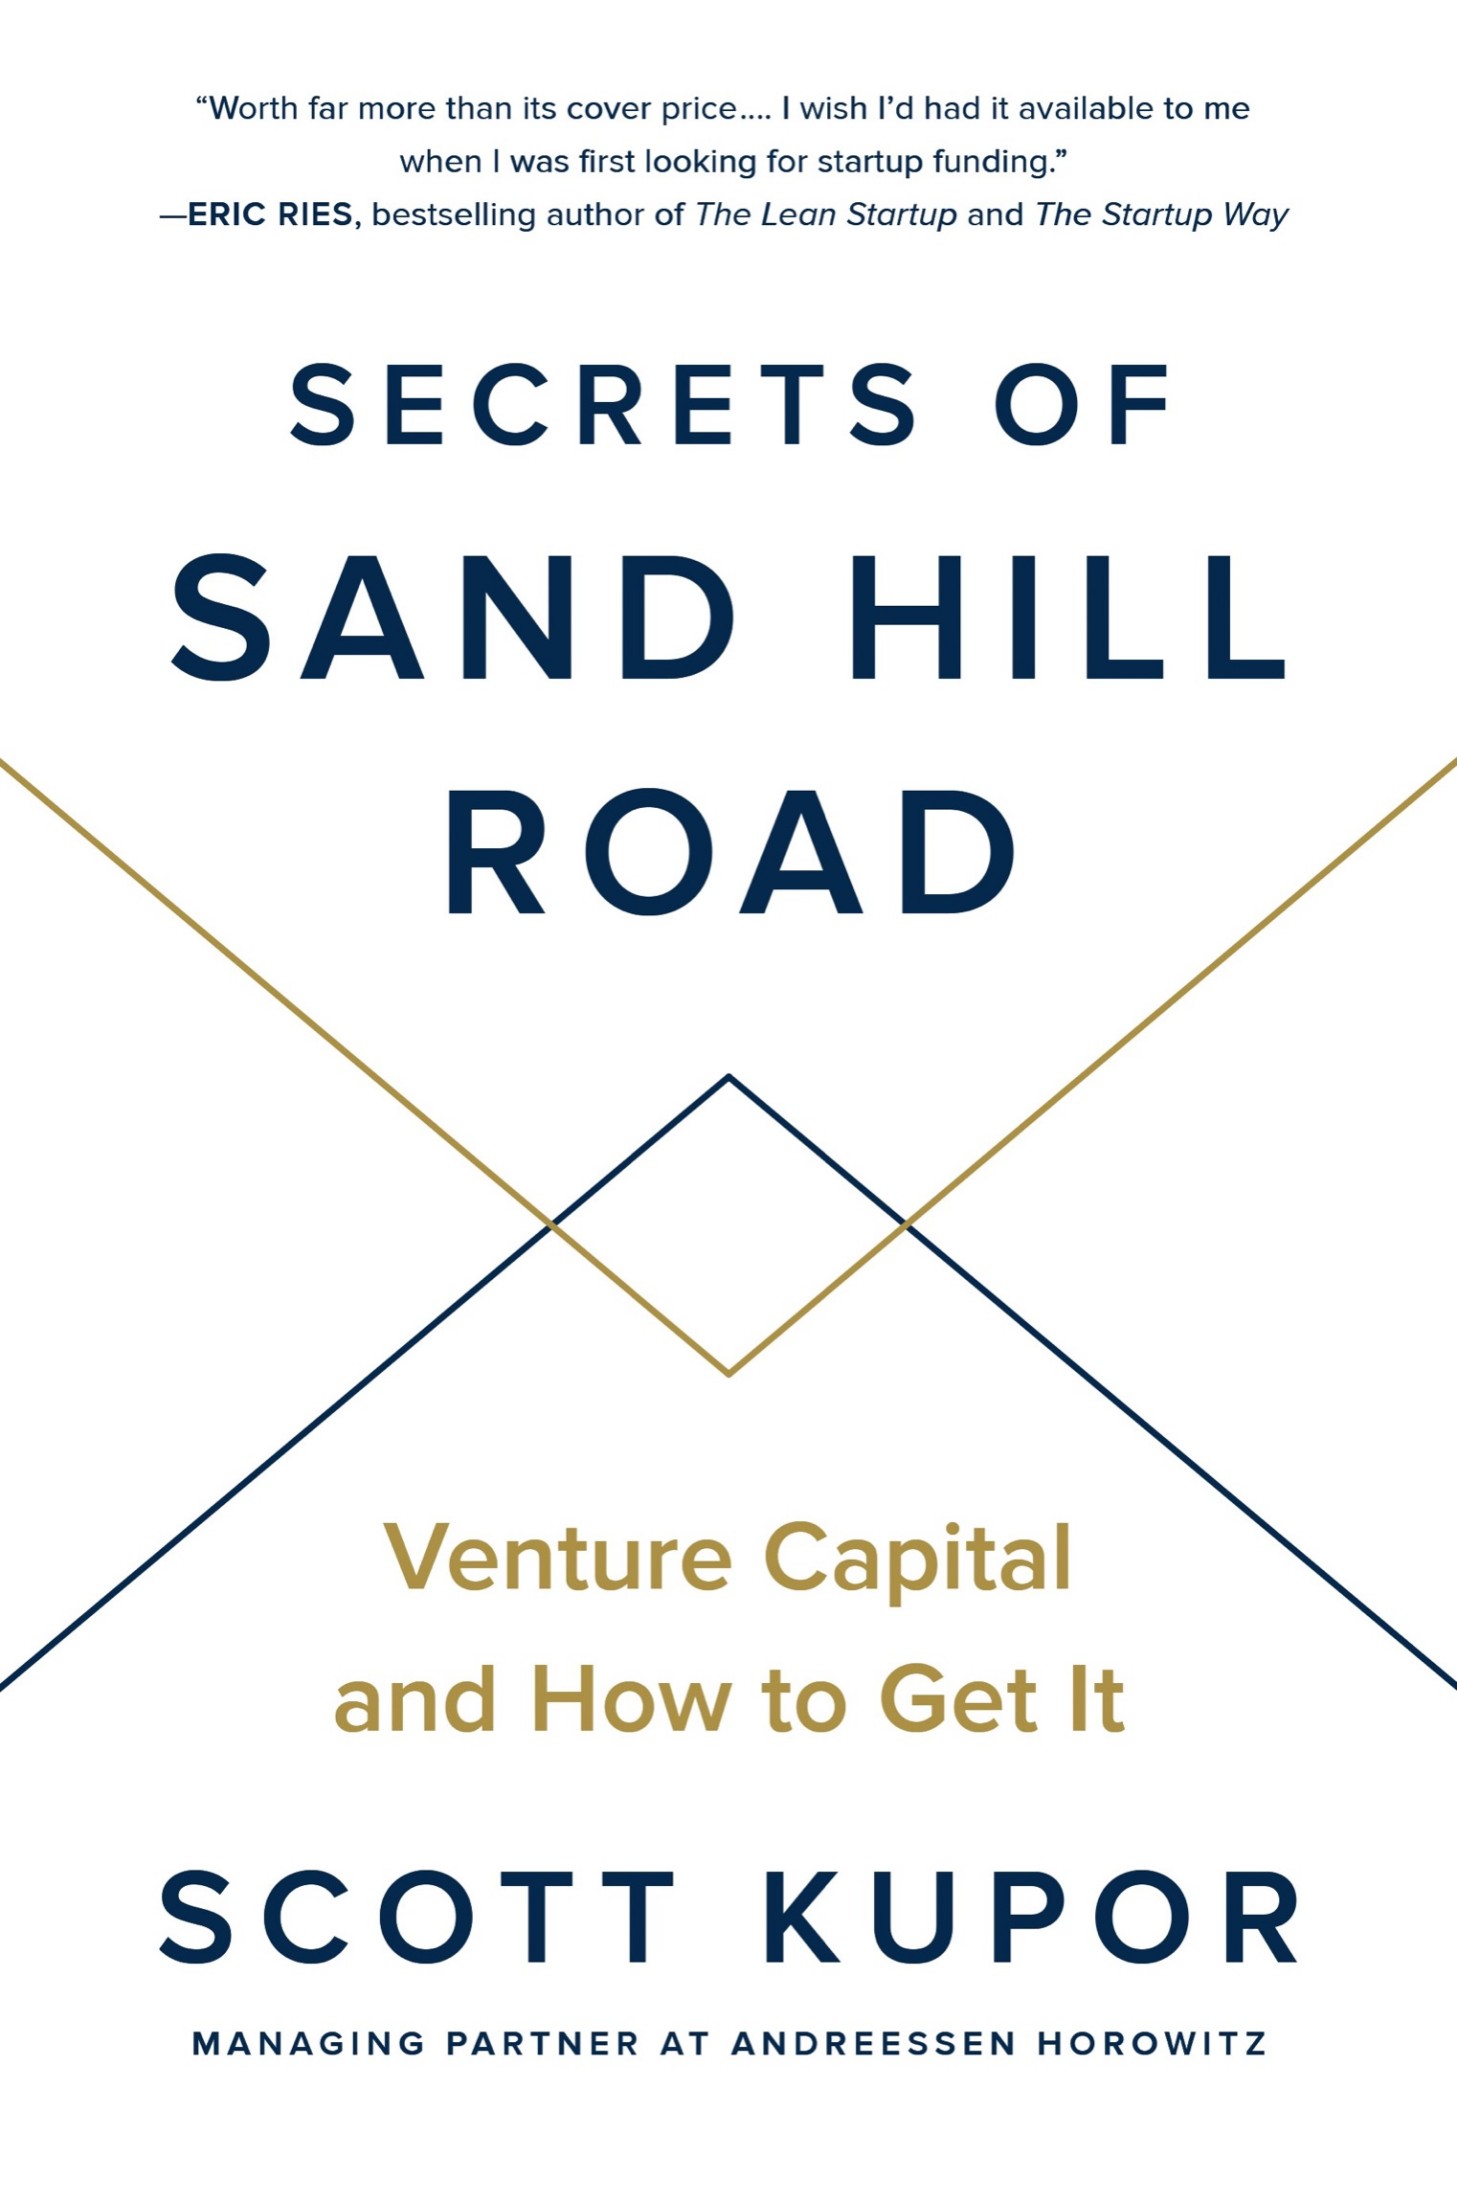 “Worth far more than its cover price.... I wish I’d had it available to me
when I was first looking for startup funding.”
—ERIC RIES, bestselling author of The Lean Startup and The Startup Way
SECRETS OF
SAND HILL
ROAD
Venture Capital
and How to Get It
SCOTT KUPOR
MANAGING PARTNER AT ANDREESSEN HOROWITZ